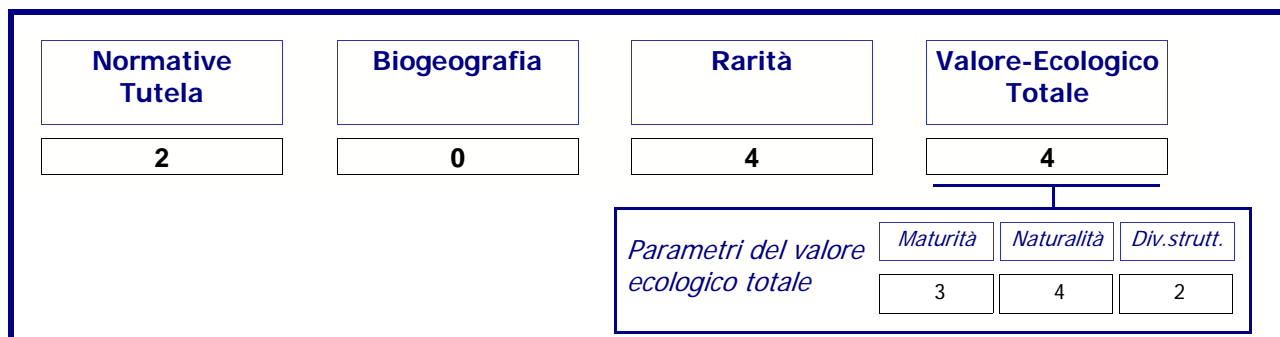 Normative
Tutela
Biogeografia
Rarità
Valore-Ecologico
Totale
2
0
4
4
Parametri del valore
ecologico totale
Maturità
Naturalità
Div.strutt.
3
4
2